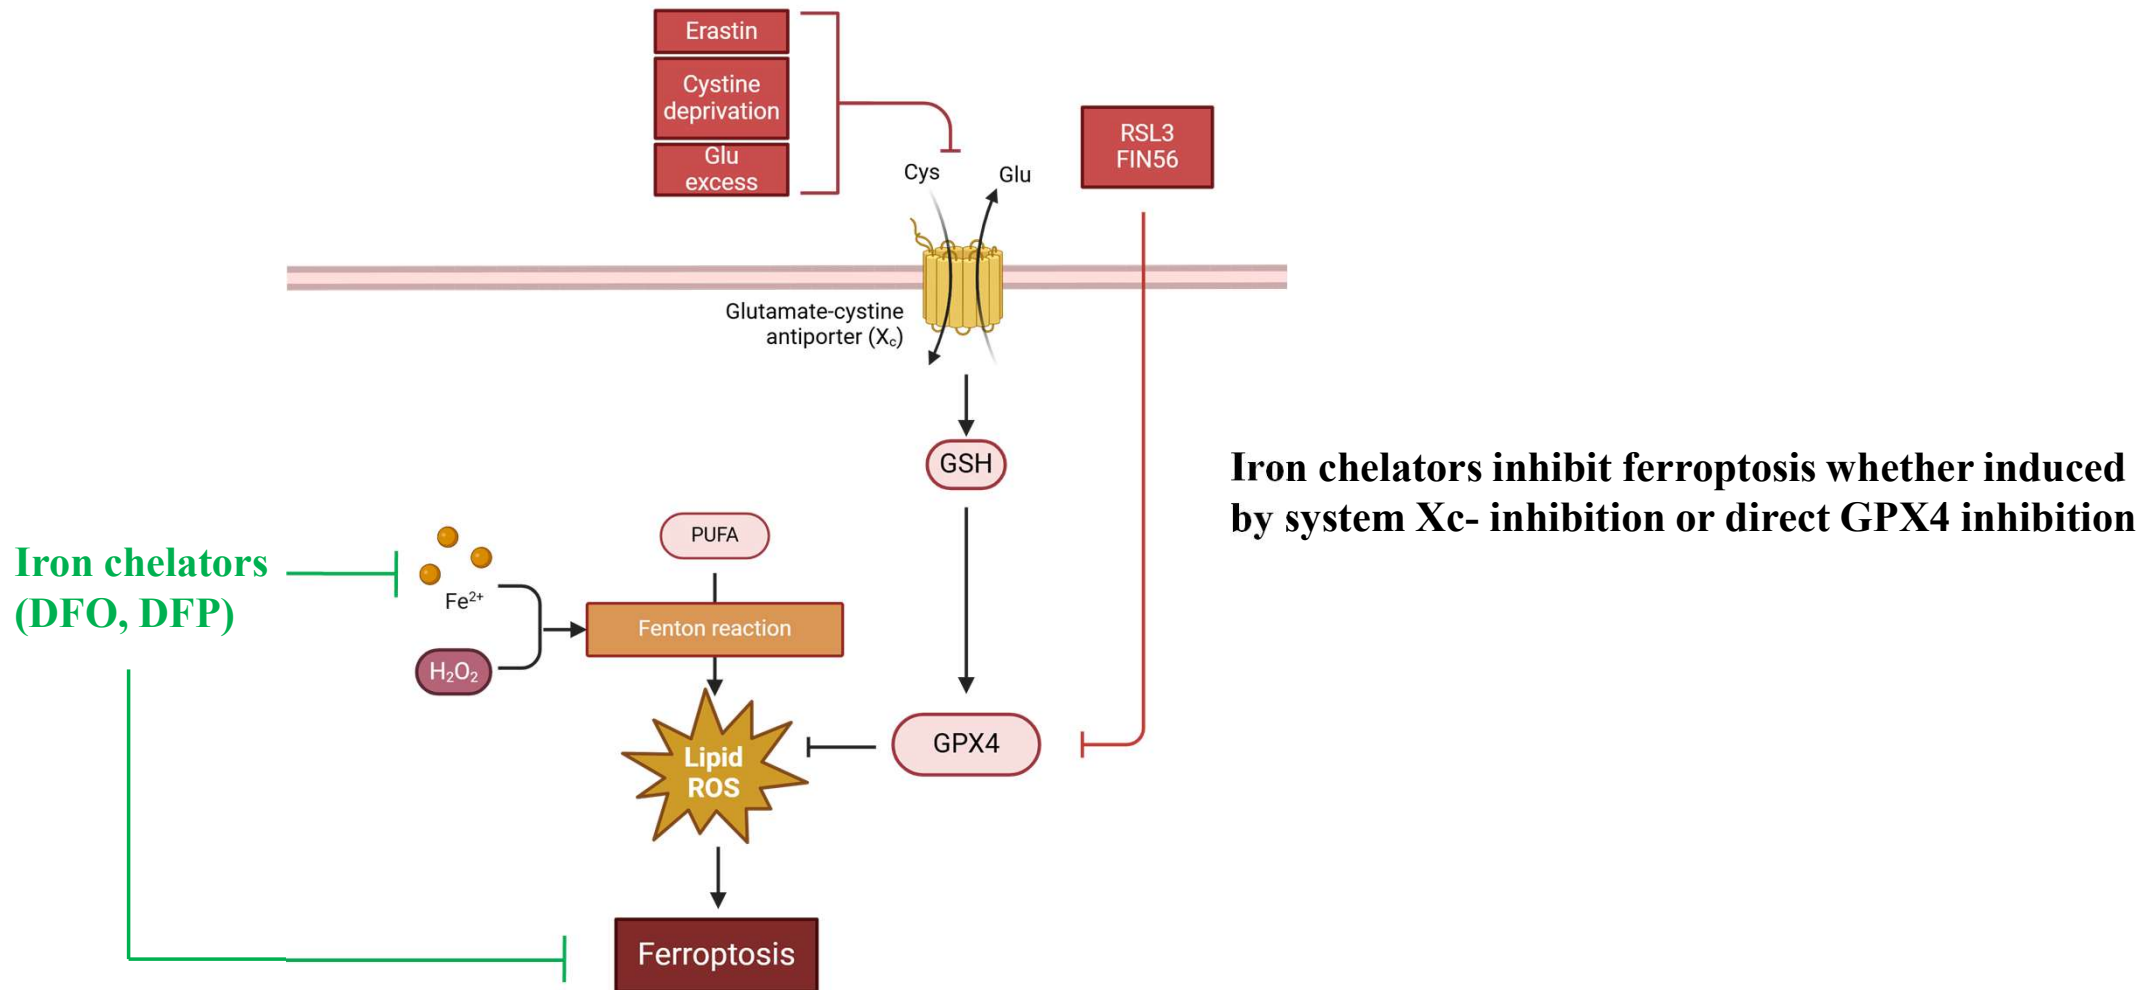 Erastin
Cystine
deprivation
Glu
excess
RSL3
FIN56
Cys
Glu
Glutamate-cystine
antiporter (Xc)
GSH
Iron chelators inhibit ferroptosis whether induced
by system Xc- inhibition or direct GPX4 inhibition
PUFA
Iron chelators
(DFO, DFP)
Fe²⁺
Fenton reaction
H₂O₂
Lipid
ROS
GPX4
Ferroptosis